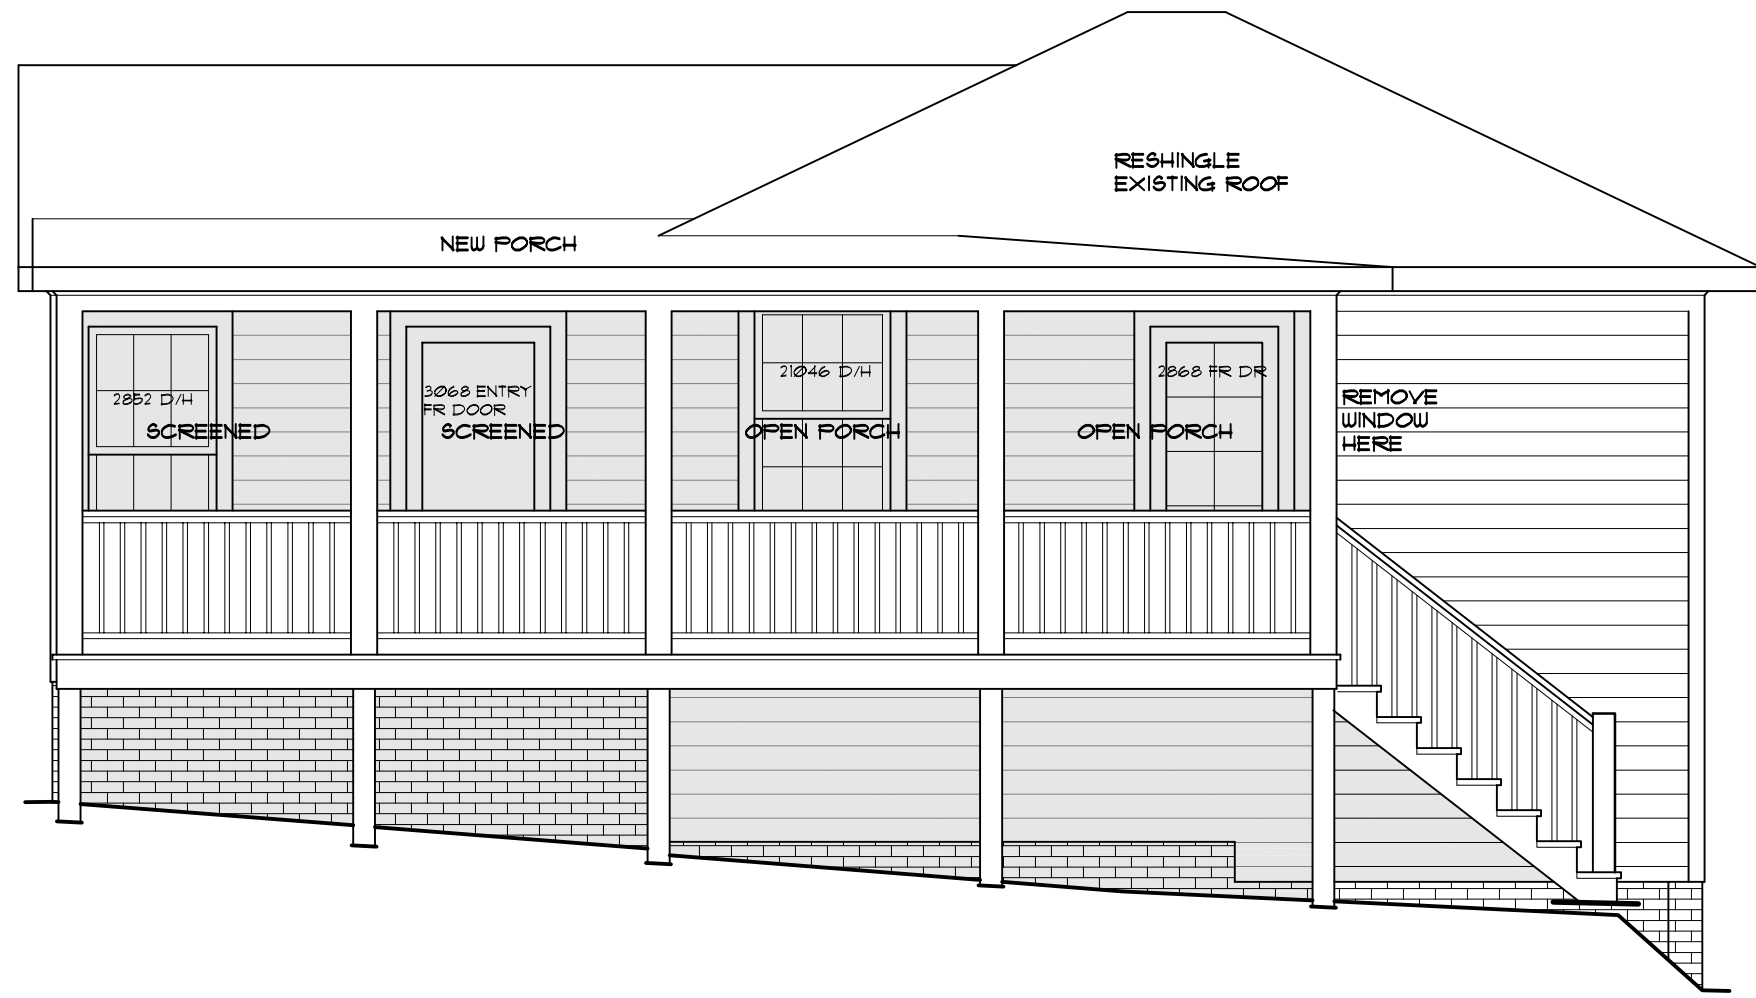 RESHINGLE
EXISTING ROOF
NEW PORCH
2852 D/H
SCREENED
3068 ENTRY
FR DOOR
SCREENED
21046 D/H
OPEN PORCH
2868 FR DR
OPEN PORCH
REMOVE
WINDOW
HERE